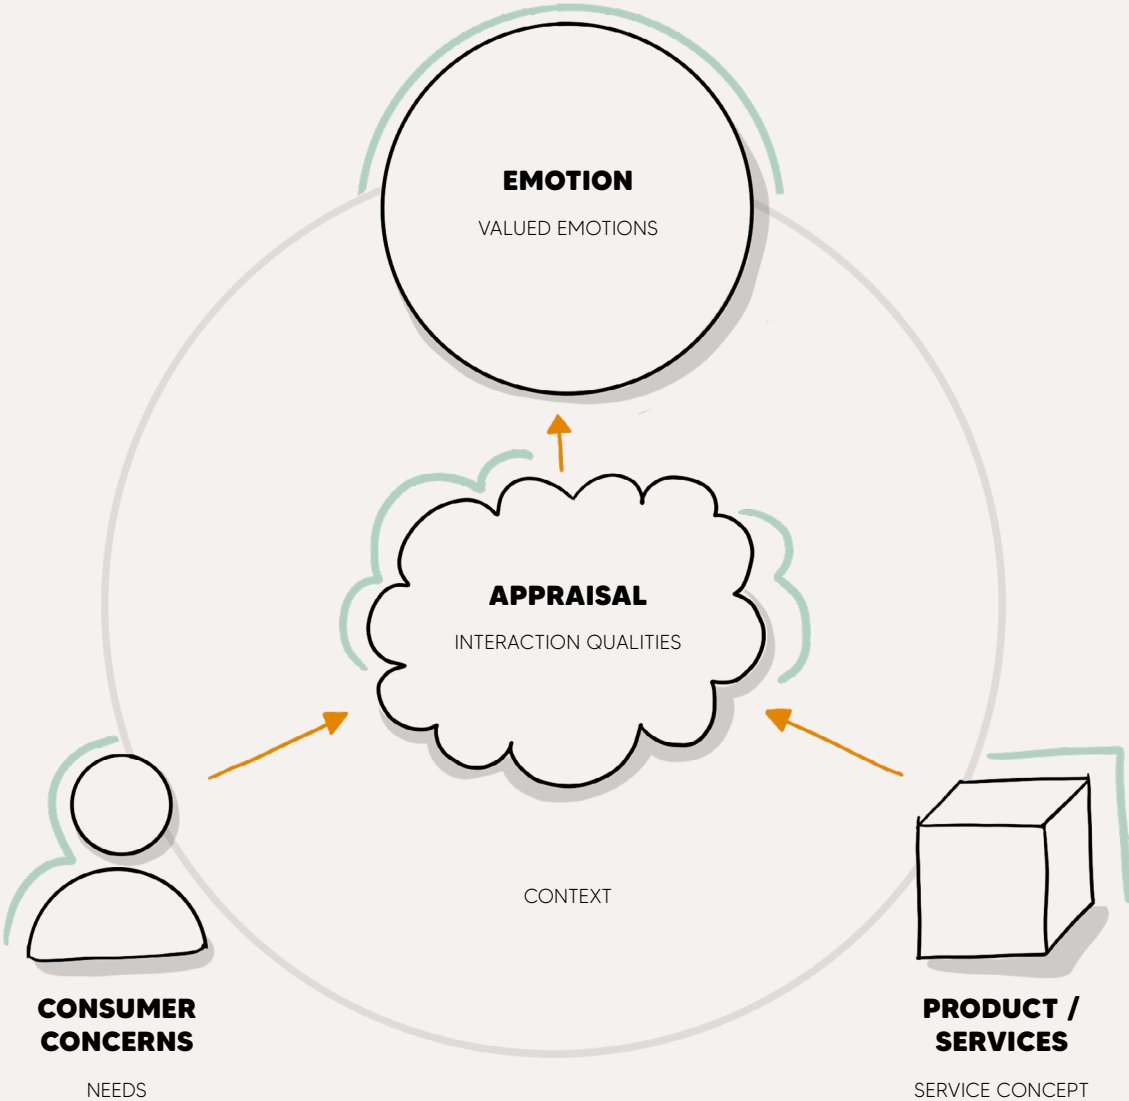 EMOTION
VALUED EMOTIONS
APPRAISAL
INTERACTION QUALITIES
CONTEXT
CONSUMER
CONCERNS
NEEDS
PRODUCT /
SERVICES
SERVICE CONCEPT